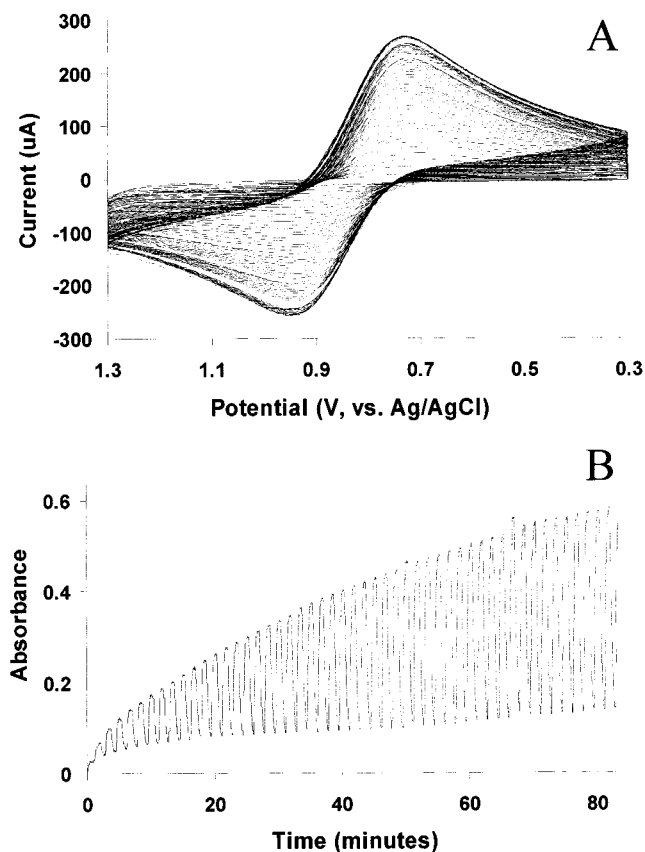 A
300
200
100
0
-100
-200
-300
Current (uA)
1.3 1.1 0.9 0.7 0.5 0.3
Potential (V, vs. Ag/AgCl)
B
0.6
0.4
0.2
0
Absorbance
0 20 40 60 80
Time (minutes)